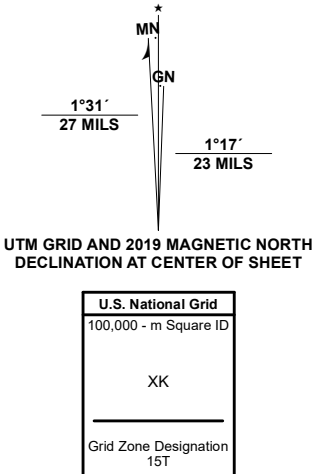 ★
MN
GN
1°31´
27 MILS
1°17´
23 MILS
UTM GRID AND 2019 MAGNETIC NORTH
DECLINATION AT CENTER OF SHEET
U.S. National Grid
100,000 - m Square ID
XK
Grid Zone Designation
15T